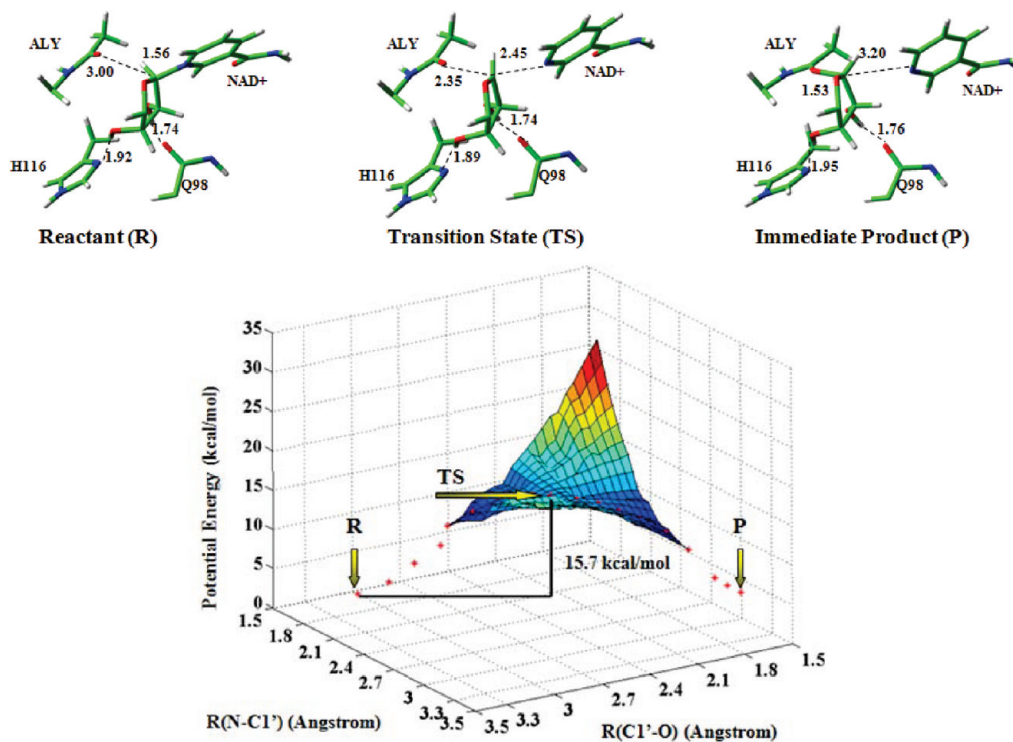 ALY
1.56
3.00
NAD+
1.74
1.92
H116
Q98
Reactant (R)
ALY
2.45
2.35
NAD+
1.74
1.89
H116
Q98
Transition State (TS)
ALY
3.20
1.53
NAD+
1.76
1.95
H116
Q98
Immediate Product (P)
Potential Energy (kcal/mol)
35
30
25
20
15
10
5
0
TS
R
P
15.7 kcal/mol
1.5
1.8
2.1
2.4
2.7
3
3.3
3.5
R(N-C1’) (Angstrom)
3.5
3.3
3
2.7
2.4
2.1
1.8
1.5
R(C1’-O) (Angstrom)